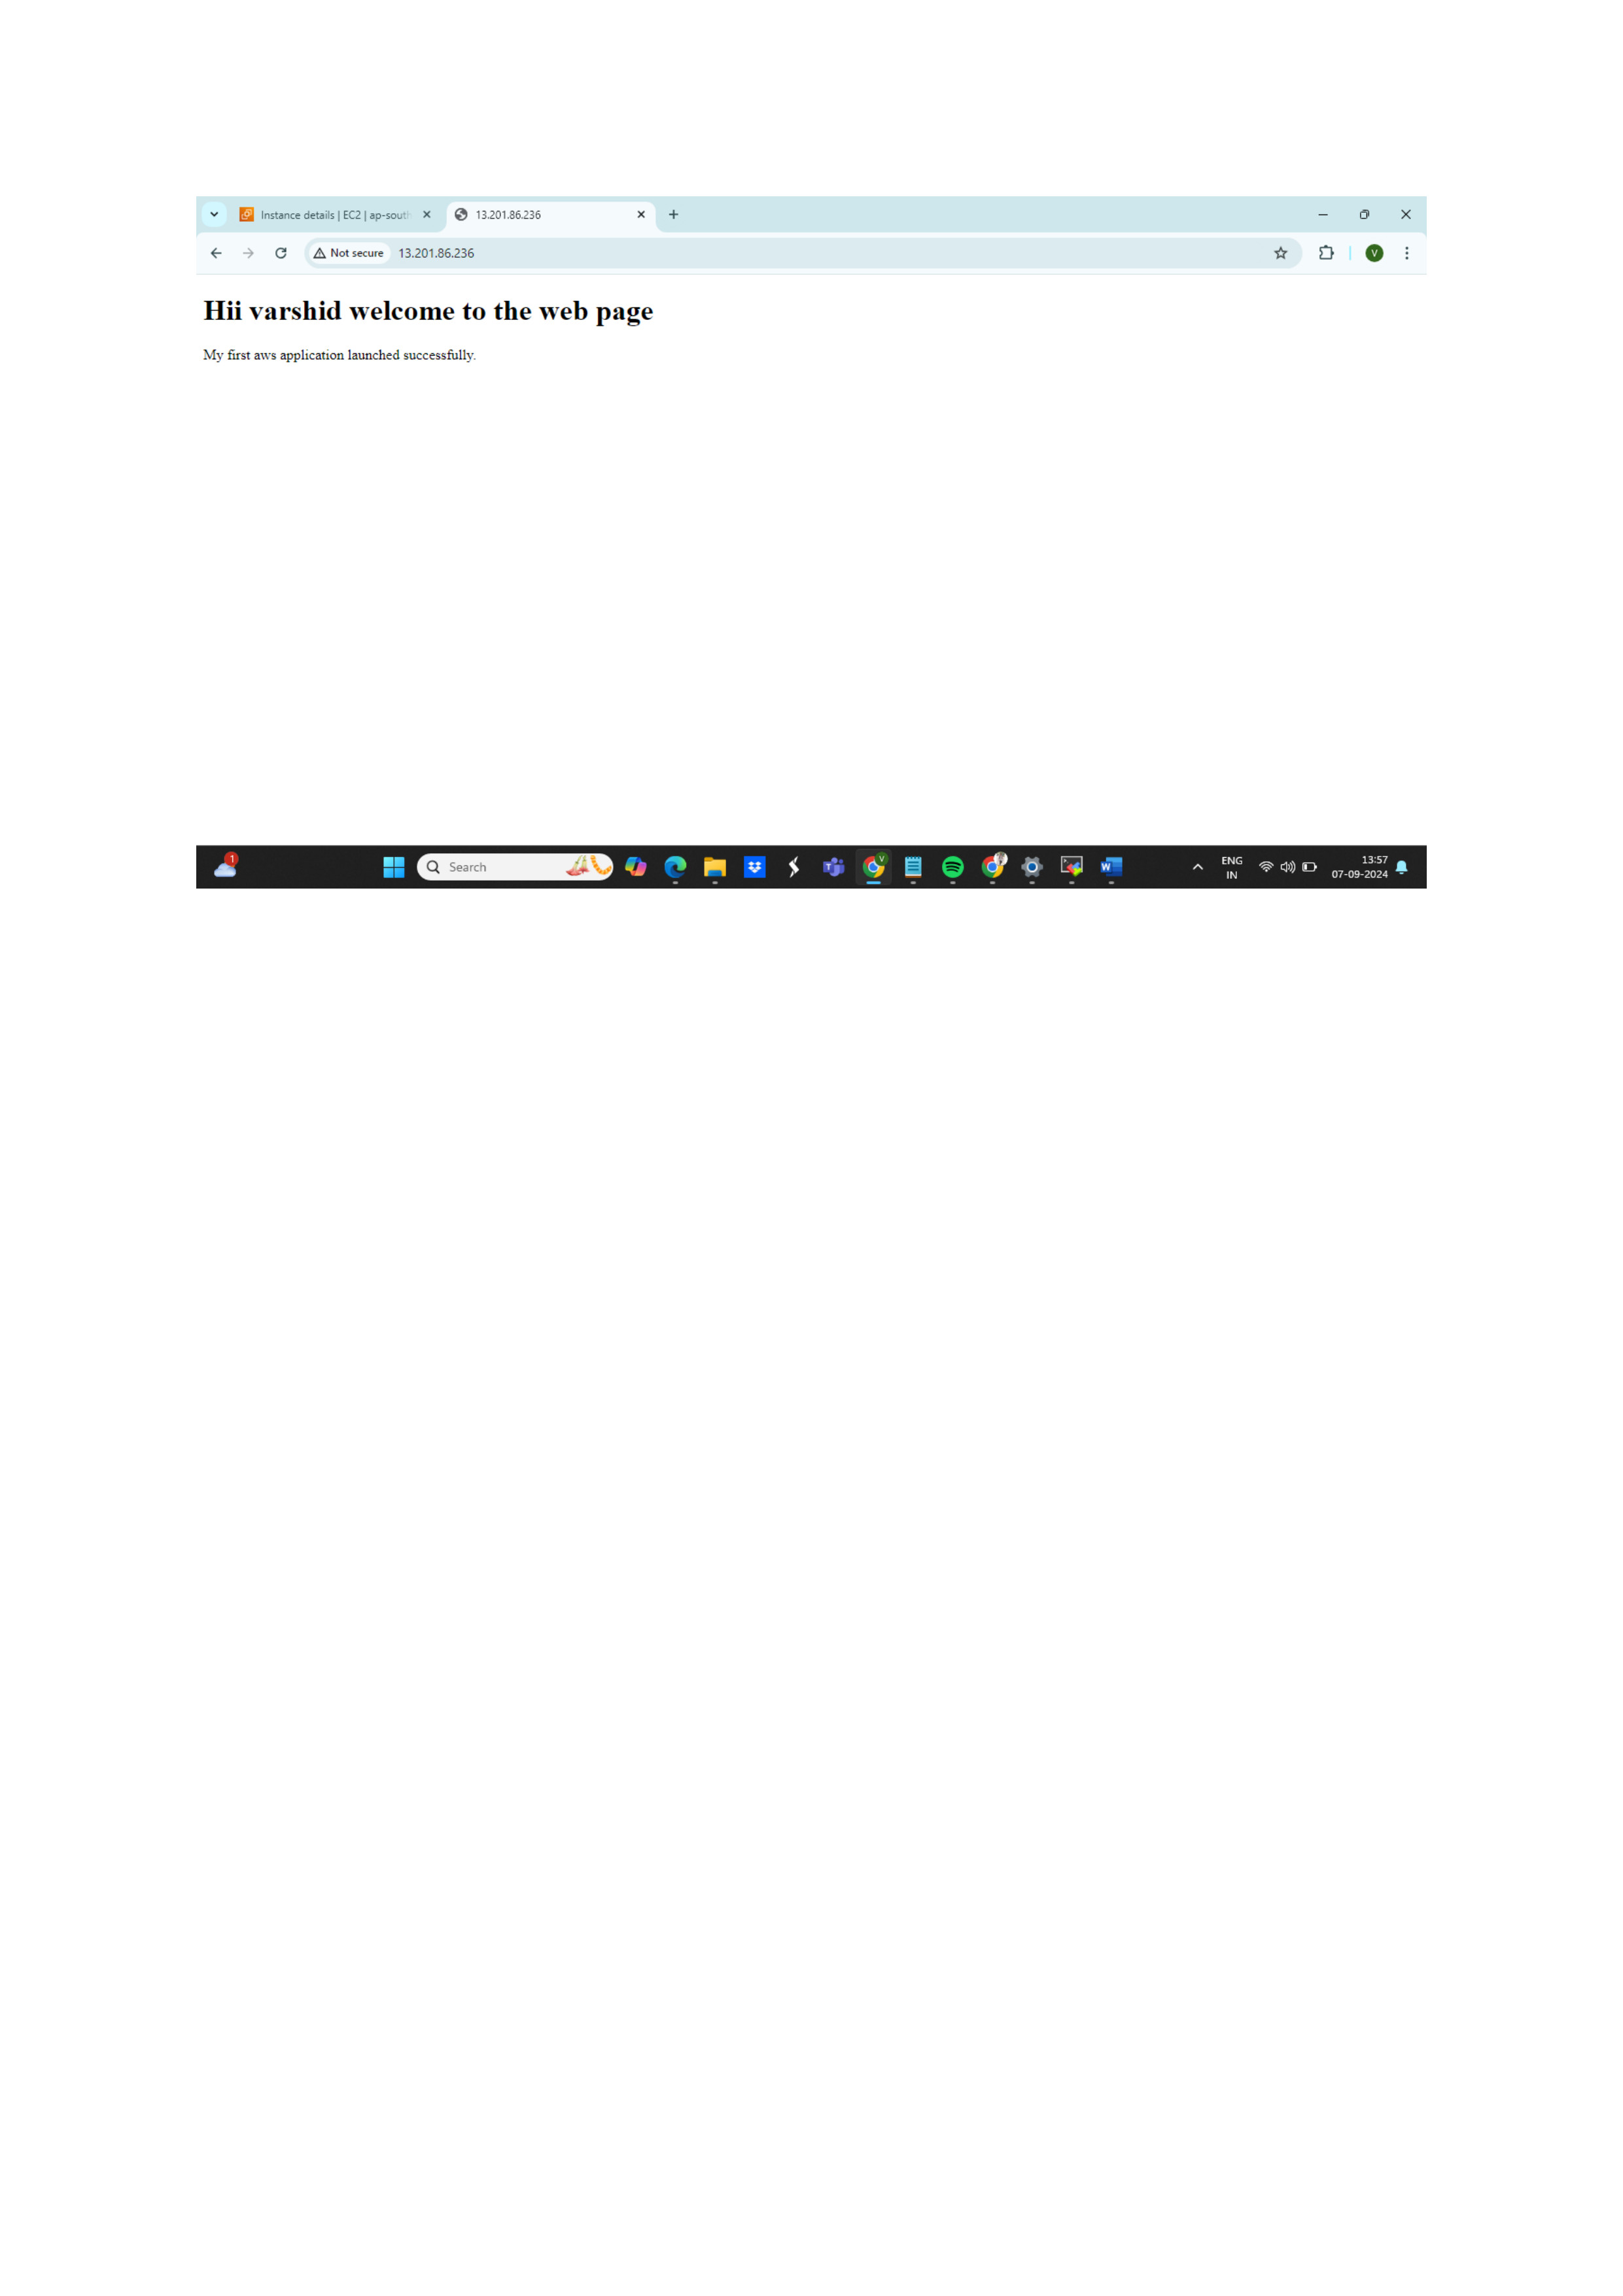 Instance details | EC2 | ap-south
13.201.86.236
Not secure
13.201.86.236
V
Hii varshid welcome to the web page
My first aws application launched successfully.
1
Search
V
ENG
IN
13:57
07-09-2024